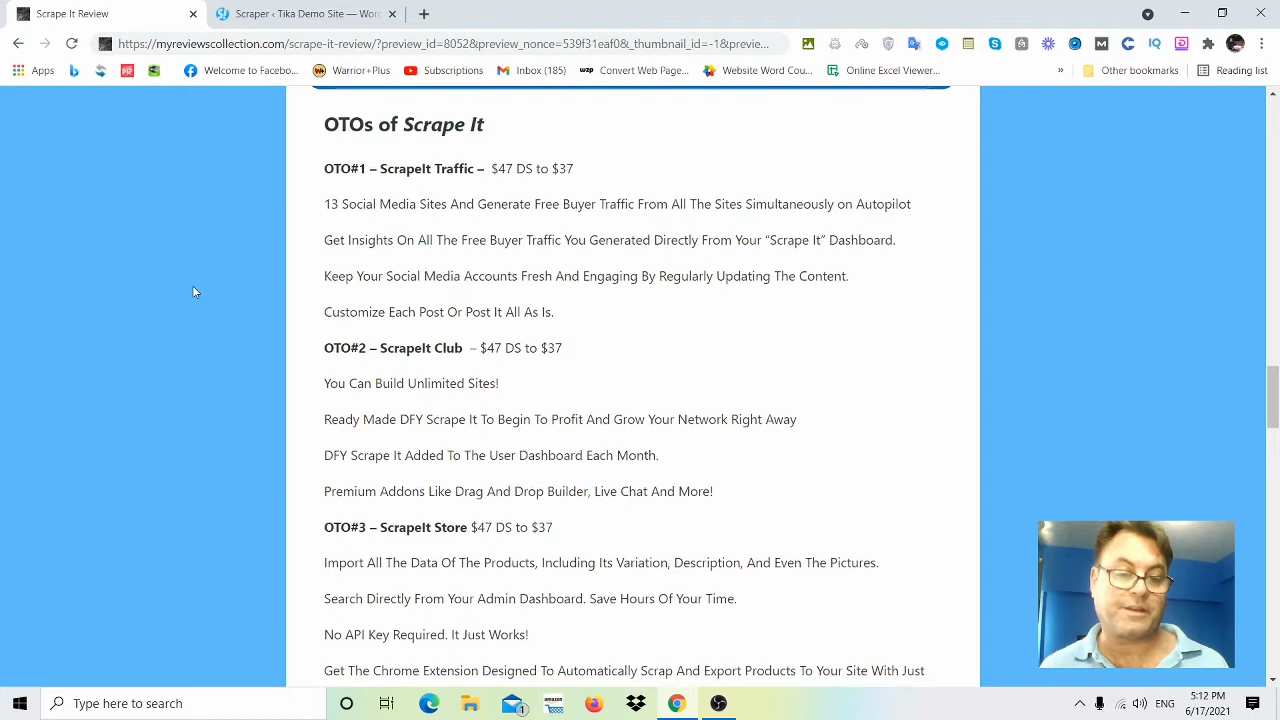 Scrape It Review
Scraper ‹ Tika Demo Site — Wor
https://myreviewscollection.com/scrape-it-review/?preview_id=8052&preview_nonce=539f31eaf0&_thumbnail_id=-1&previe...
Apps
Welcome to Facebo...
Warrior+Plus
Subscriptions
Inbox (185)
wzp Convert Web Page...
Website Word Cou...
Online Excel Viewer...
»
Other bookmarks
Reading list
OTOs of Scrape It
OTO#1 – ScrapeIt Traffic – $47 DS to $37
13 Social Media Sites And Generate Free Buyer Traffic From All The Sites Simultaneously on Autopilot
Get Insights On All The Free Buyer Traffic You Generated Directly From Your “Scrape It” Dashboard.
Keep Your Social Media Accounts Fresh And Engaging By Regularly Updating The Content.
Customize Each Post Or Post It All As Is.
OTO#2 – ScrapeIt Club – $47 DS to $37
You Can Build Unlimited Sites!
Ready Made DFY Scrape It To Begin To Profit And Grow Your Network Right Away
DFY Scrape It Added To The User Dashboard Each Month.
Premium Addons Like Drag And Drop Builder, Live Chat And More!
OTO#3 – ScrapeIt Store $47 DS to $37
Import All The Data Of The Products, Including Its Variation, Description, And Even The Pictures.
Search Directly From Your Admin Dashboard. Save Hours Of Your Time.
No API Key Required. It Just Works!
Get The Chrome Extension Designed To Automatically Scrap And Export Products To Your Site With Just
Type here to search
amazon
ENG
5:12 PM
6/17/2021